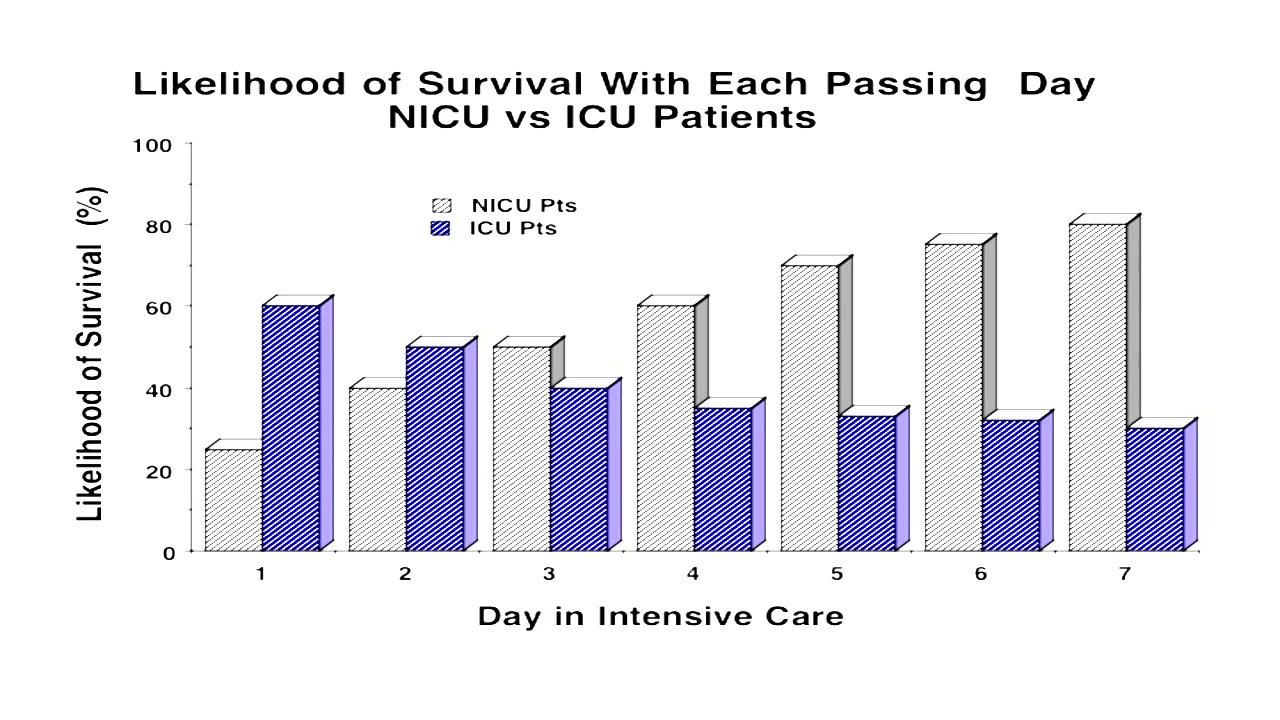 Likelihood of Survival With Each Passing Day
NICU vs ICU Patients
100
80
60
40
20
0
Likelihood of Survival (%)
NICU Pts
ICU Pts
1 2 3 4 5 6 7
Day in Intensive Care